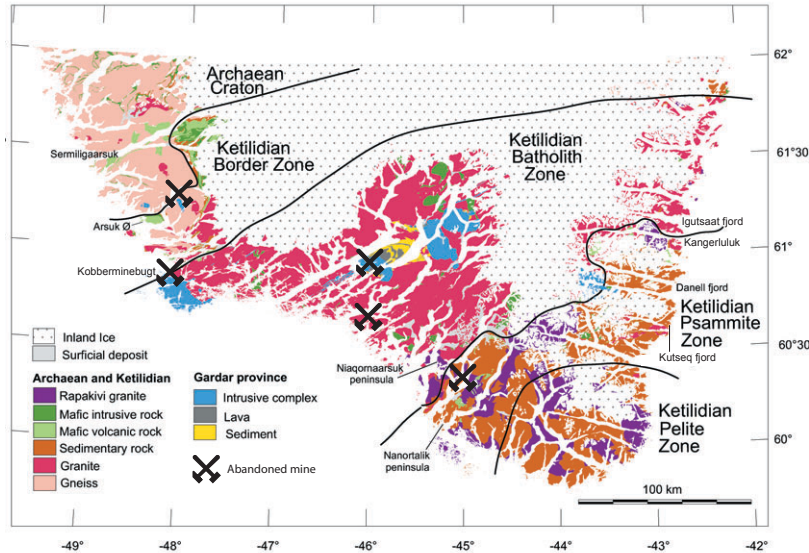 Archaean
Craton
Ketilidian
Border Zone
Ketilidian
Batholith
Zone
Sermiligaarsuk
Arsuk Ø
Kobberminebugt
Igutsaat fjord
Kangerluluk
Danell fjord
Ketilidian
Psammite
Zone
Kutseq fjord
Niaqornaarsuk
peninsula
Nanortalik
peninsula
Ketilidian
Pelite
Zone
62°
61°30
61°
60°30
60°
Inland Ice
Surficial deposit
Archaean and Ketilidian
Rapakivi granite
Mafic intrusive rock
Mafic volcanic rock
Sedimentary rock
Granite
Gneiss
Gardar province
Intrusive complex
Lava
Sediment
Abandoned mine
100 km
-49° -48° -47° -46° -45° -44° -43° -42°